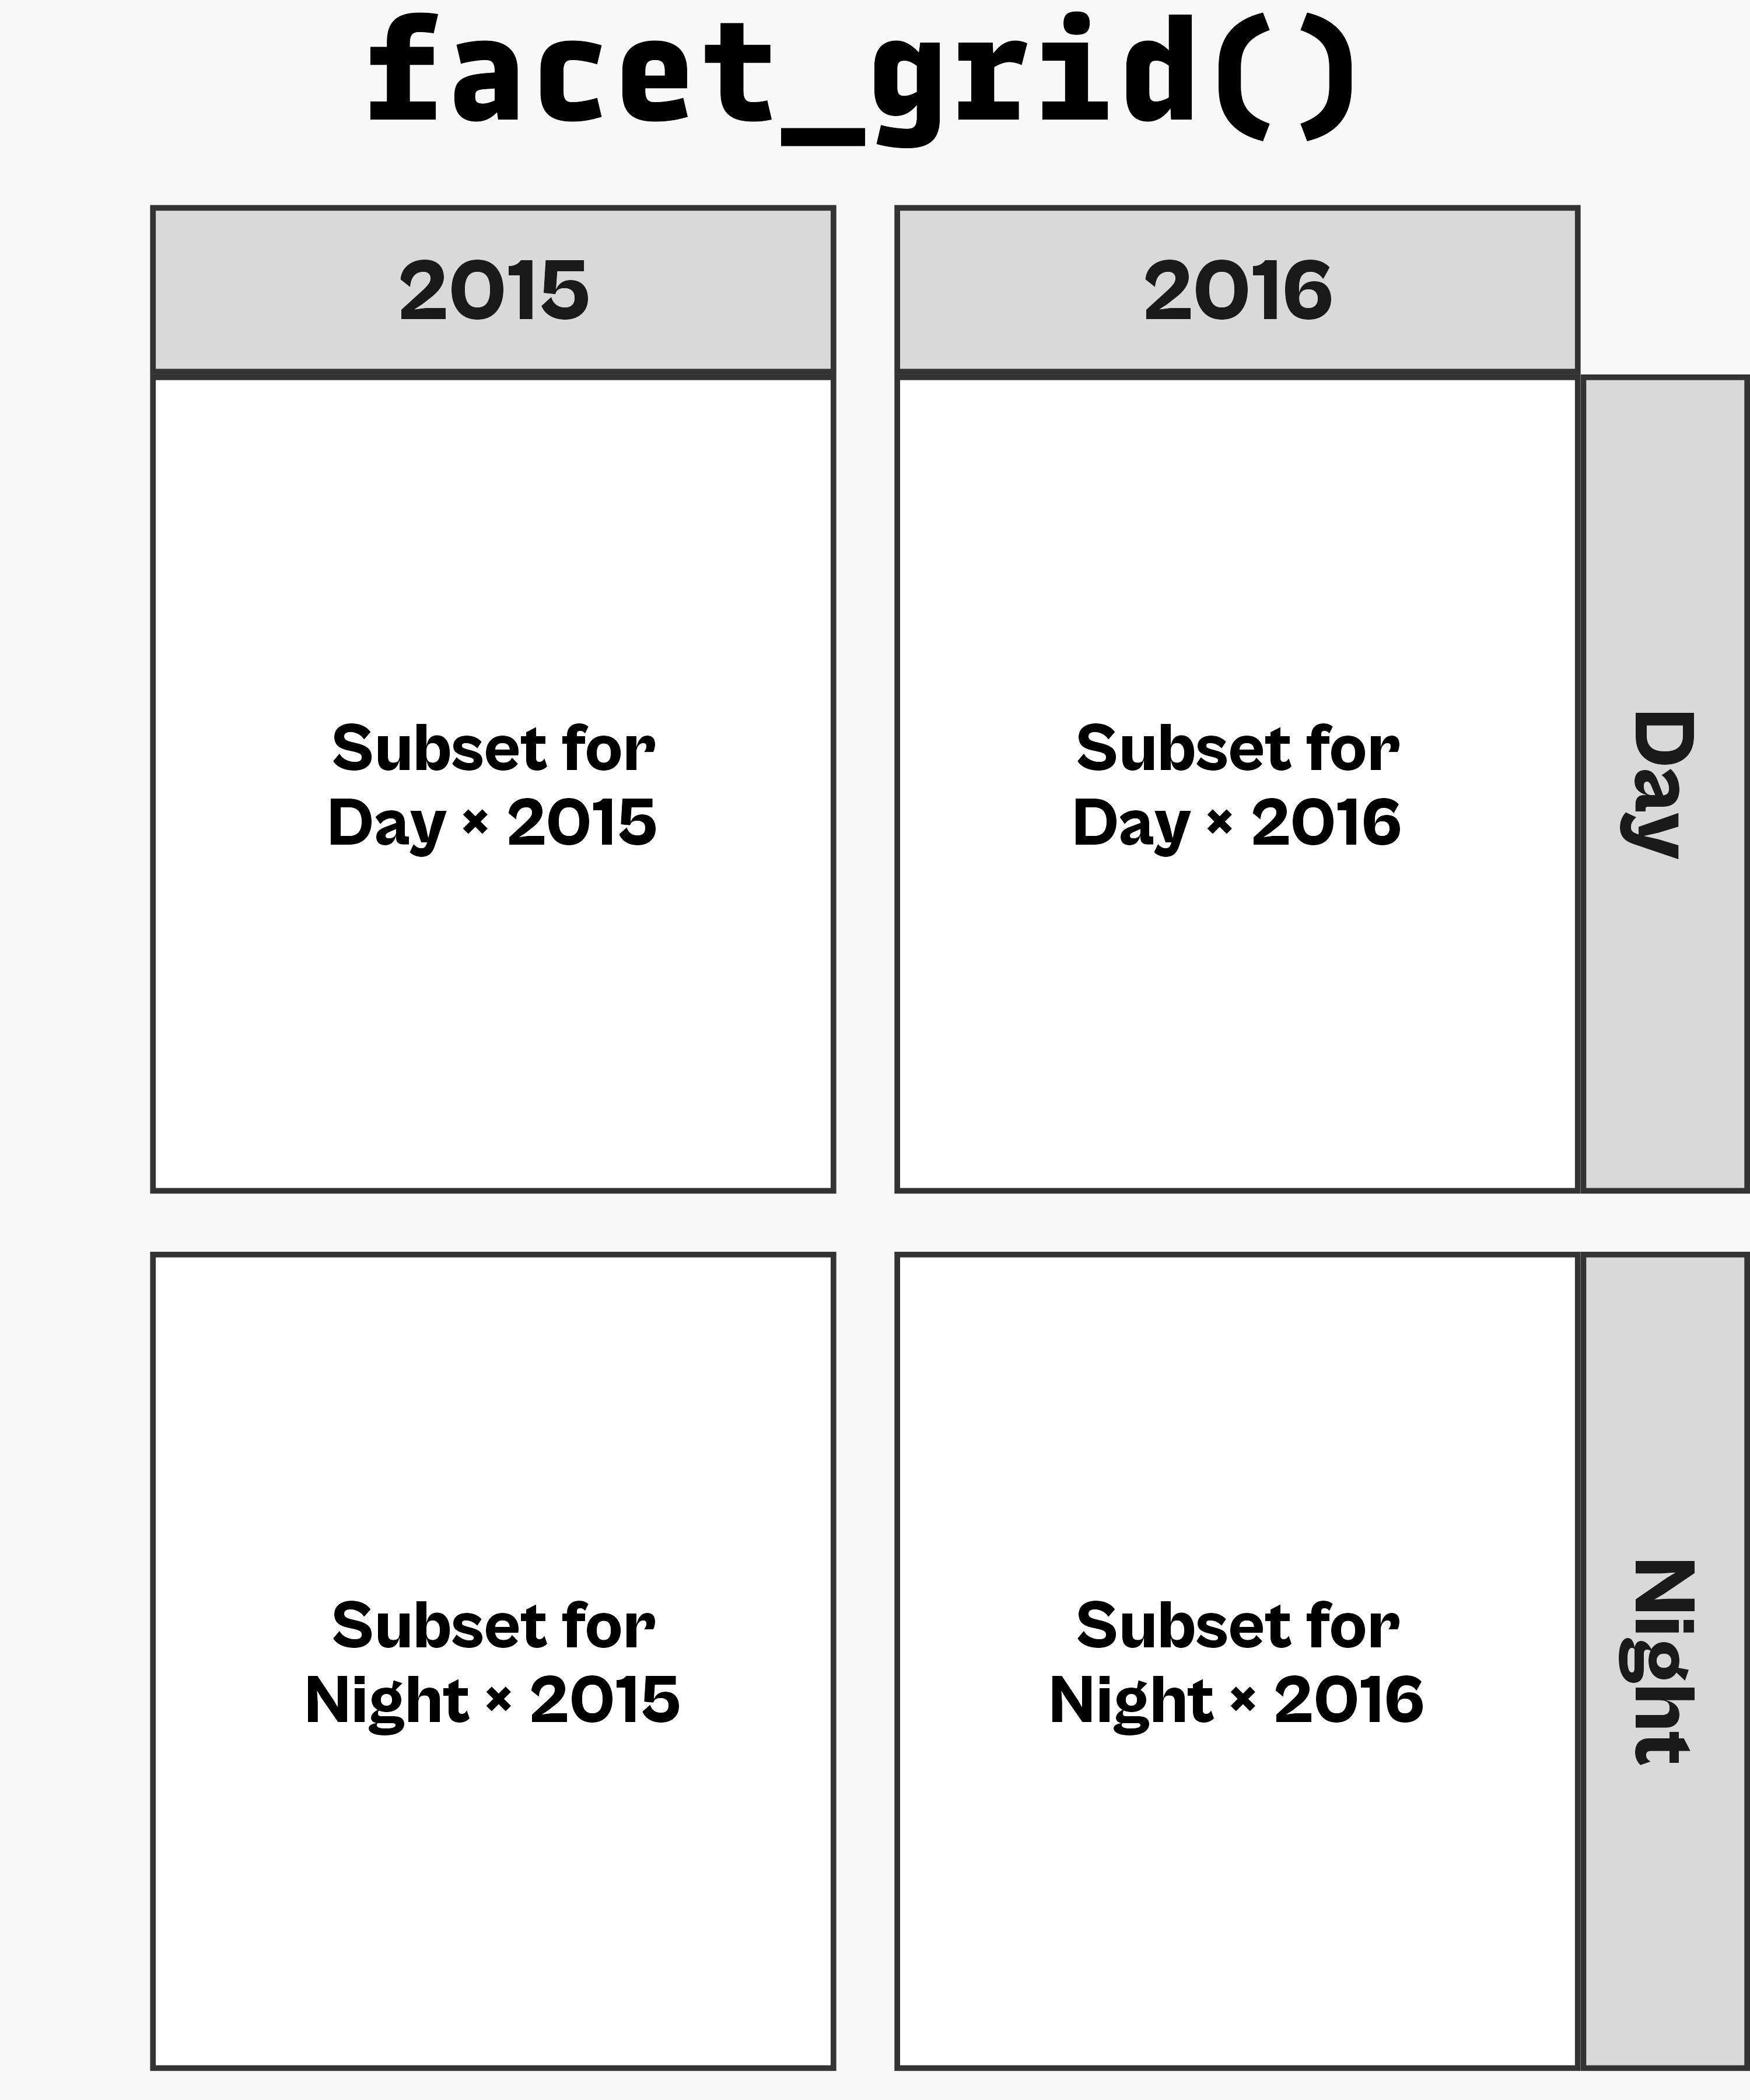 facet_grid()
2015
2016
Subset for
Day × 2015
Subset for
Day × 2016
Day
Subset for
Night × 2015
Subset for
Night × 2016
Night